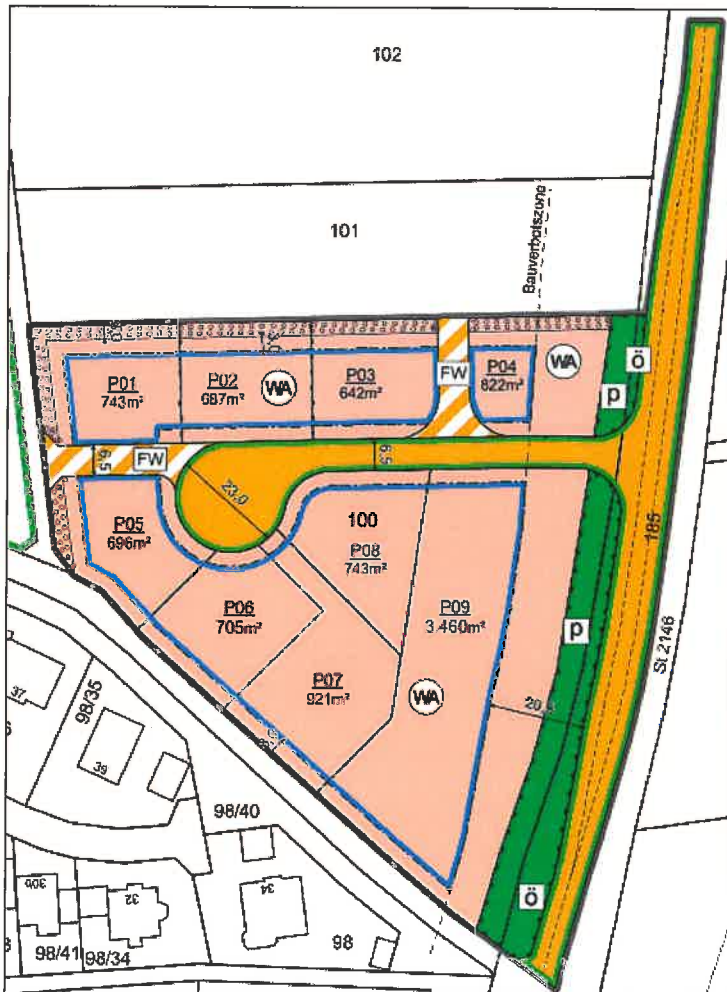 102
101
Bauverbotszone
3,0
ö
P01
743m²
P02
687m²
WA
P03
642m²
FW
P04
822m²
WA
p
6,5
FW
6,5
23,0
P05
696m²
100
P08
743m²
185
P06
705m²
P09
3.460m²
p
St 2146
P07
921m²
WA
98/35
37
39
98/40
30b
32
34
ö
98/41
98/34
98